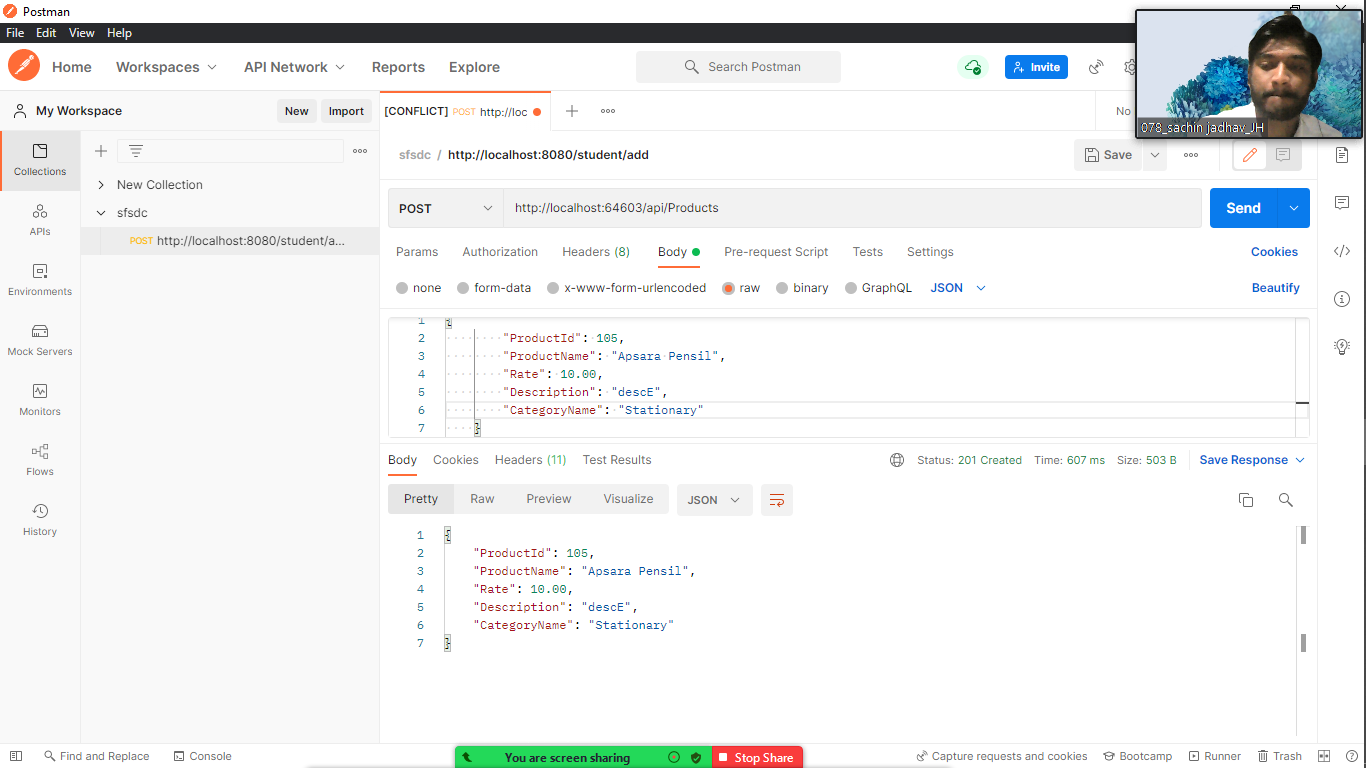 Postman
File Edit View Help
Home Workspaces API Network Reports Explore Search Postman Invite
My Workspace New Import
[CONFLICT] POST http://loc
No
078_sachin jadhav_JH
sfsdc / http://localhost:8080/student/add Save
Collections
APIs
Environments
Mock Servers
Monitors
Flows
History
New Collection
sfsdc
POST http://localhost:8080/student/a...
POST http://localhost:64603/api/Products Send
Params Authorization Headers (8) Body Pre-request Script Tests Settings Cookies
none form-data x-www-form-urlencoded raw binary GraphQL JSON Beautify
1 {
2 "ProductId": 105,
3 "ProductName": "Apsara Pensil",
4 "Rate": 10.00,
5 "Description": "descE",
6 "CategoryName": "Stationary"
7 }
Body Cookies Headers (11) Test Results Status: 201 Created Time: 607 ms Size: 503 B Save Response
Pretty Raw Preview Visualize JSON
1 {
2 "ProductId": 105,
3 "ProductName": "Apsara Pensil",
4 "Rate": 10.00,
5 "Description": "descE",
6 "CategoryName": "Stationary"
7 }
Find and Replace Console You are screen sharing Stop Share Capture requests and cookies Bootcamp Runner Trash